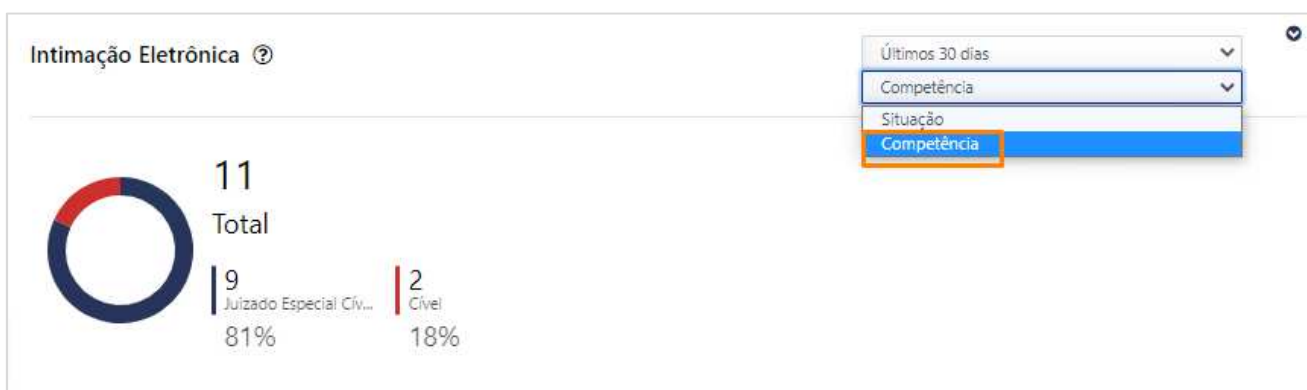 Intimação Eletrônica ?
Últimos 30 dias
Competência
Situação
Competência
11
Total
9
Juizado Especial Cív...
81%
2
Cível
18%